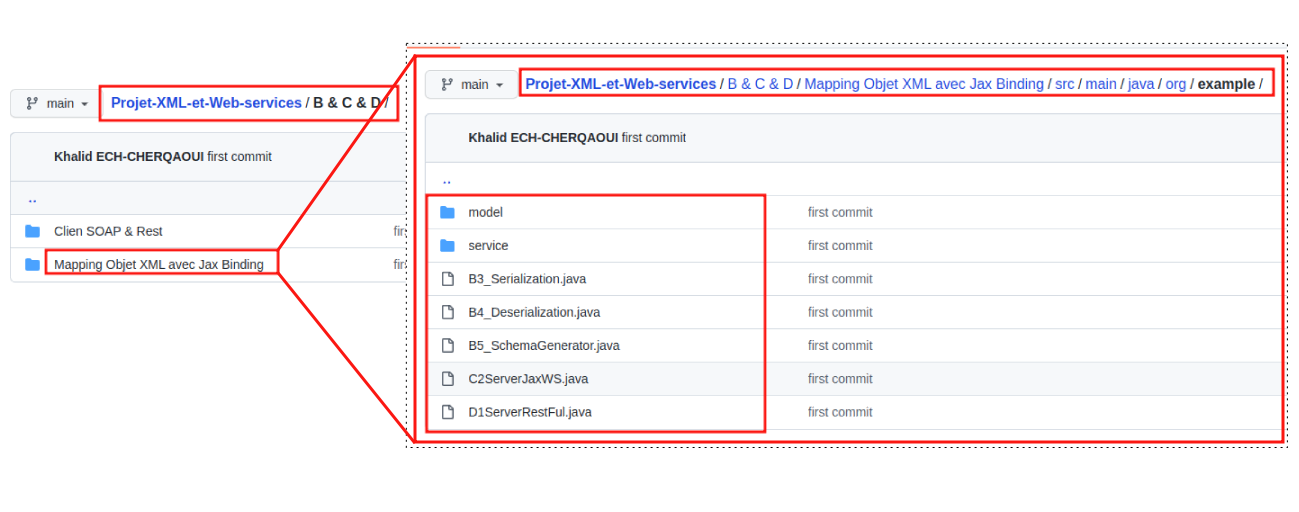 main
Projet-XML-et-Web-services / B & C & D /
Khalid ECH-CHERQAOUI first commit
..
Clien SOAP & Rest
Mapping Objet XML avec Jax Binding
main
Projet-XML-et-Web-services / B & C & D / Mapping Objet XML avec Jax Binding / src / main / java / org / example /
Khalid ECH-CHERQAOUI first commit
..
model first commit
service first commit
B3_Serialization.java first commit
B4_Deserialization.java first commit
B5_SchemaGenerator.java first commit
C2ServerJaxWS.java first commit
D1ServerRestFul.java first commit